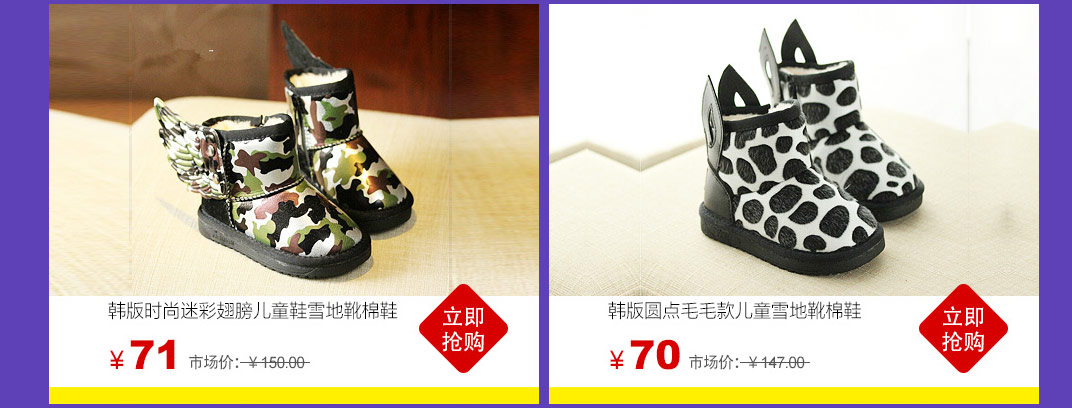 韩版时尚迷彩翅膀儿童鞋雪地靴棉鞋
¥71 市场价：￥150.00
立即
抢购
韩版圆点毛毛款儿童雪地靴棉鞋
¥70 市场价：￥147.00
立即
抢购